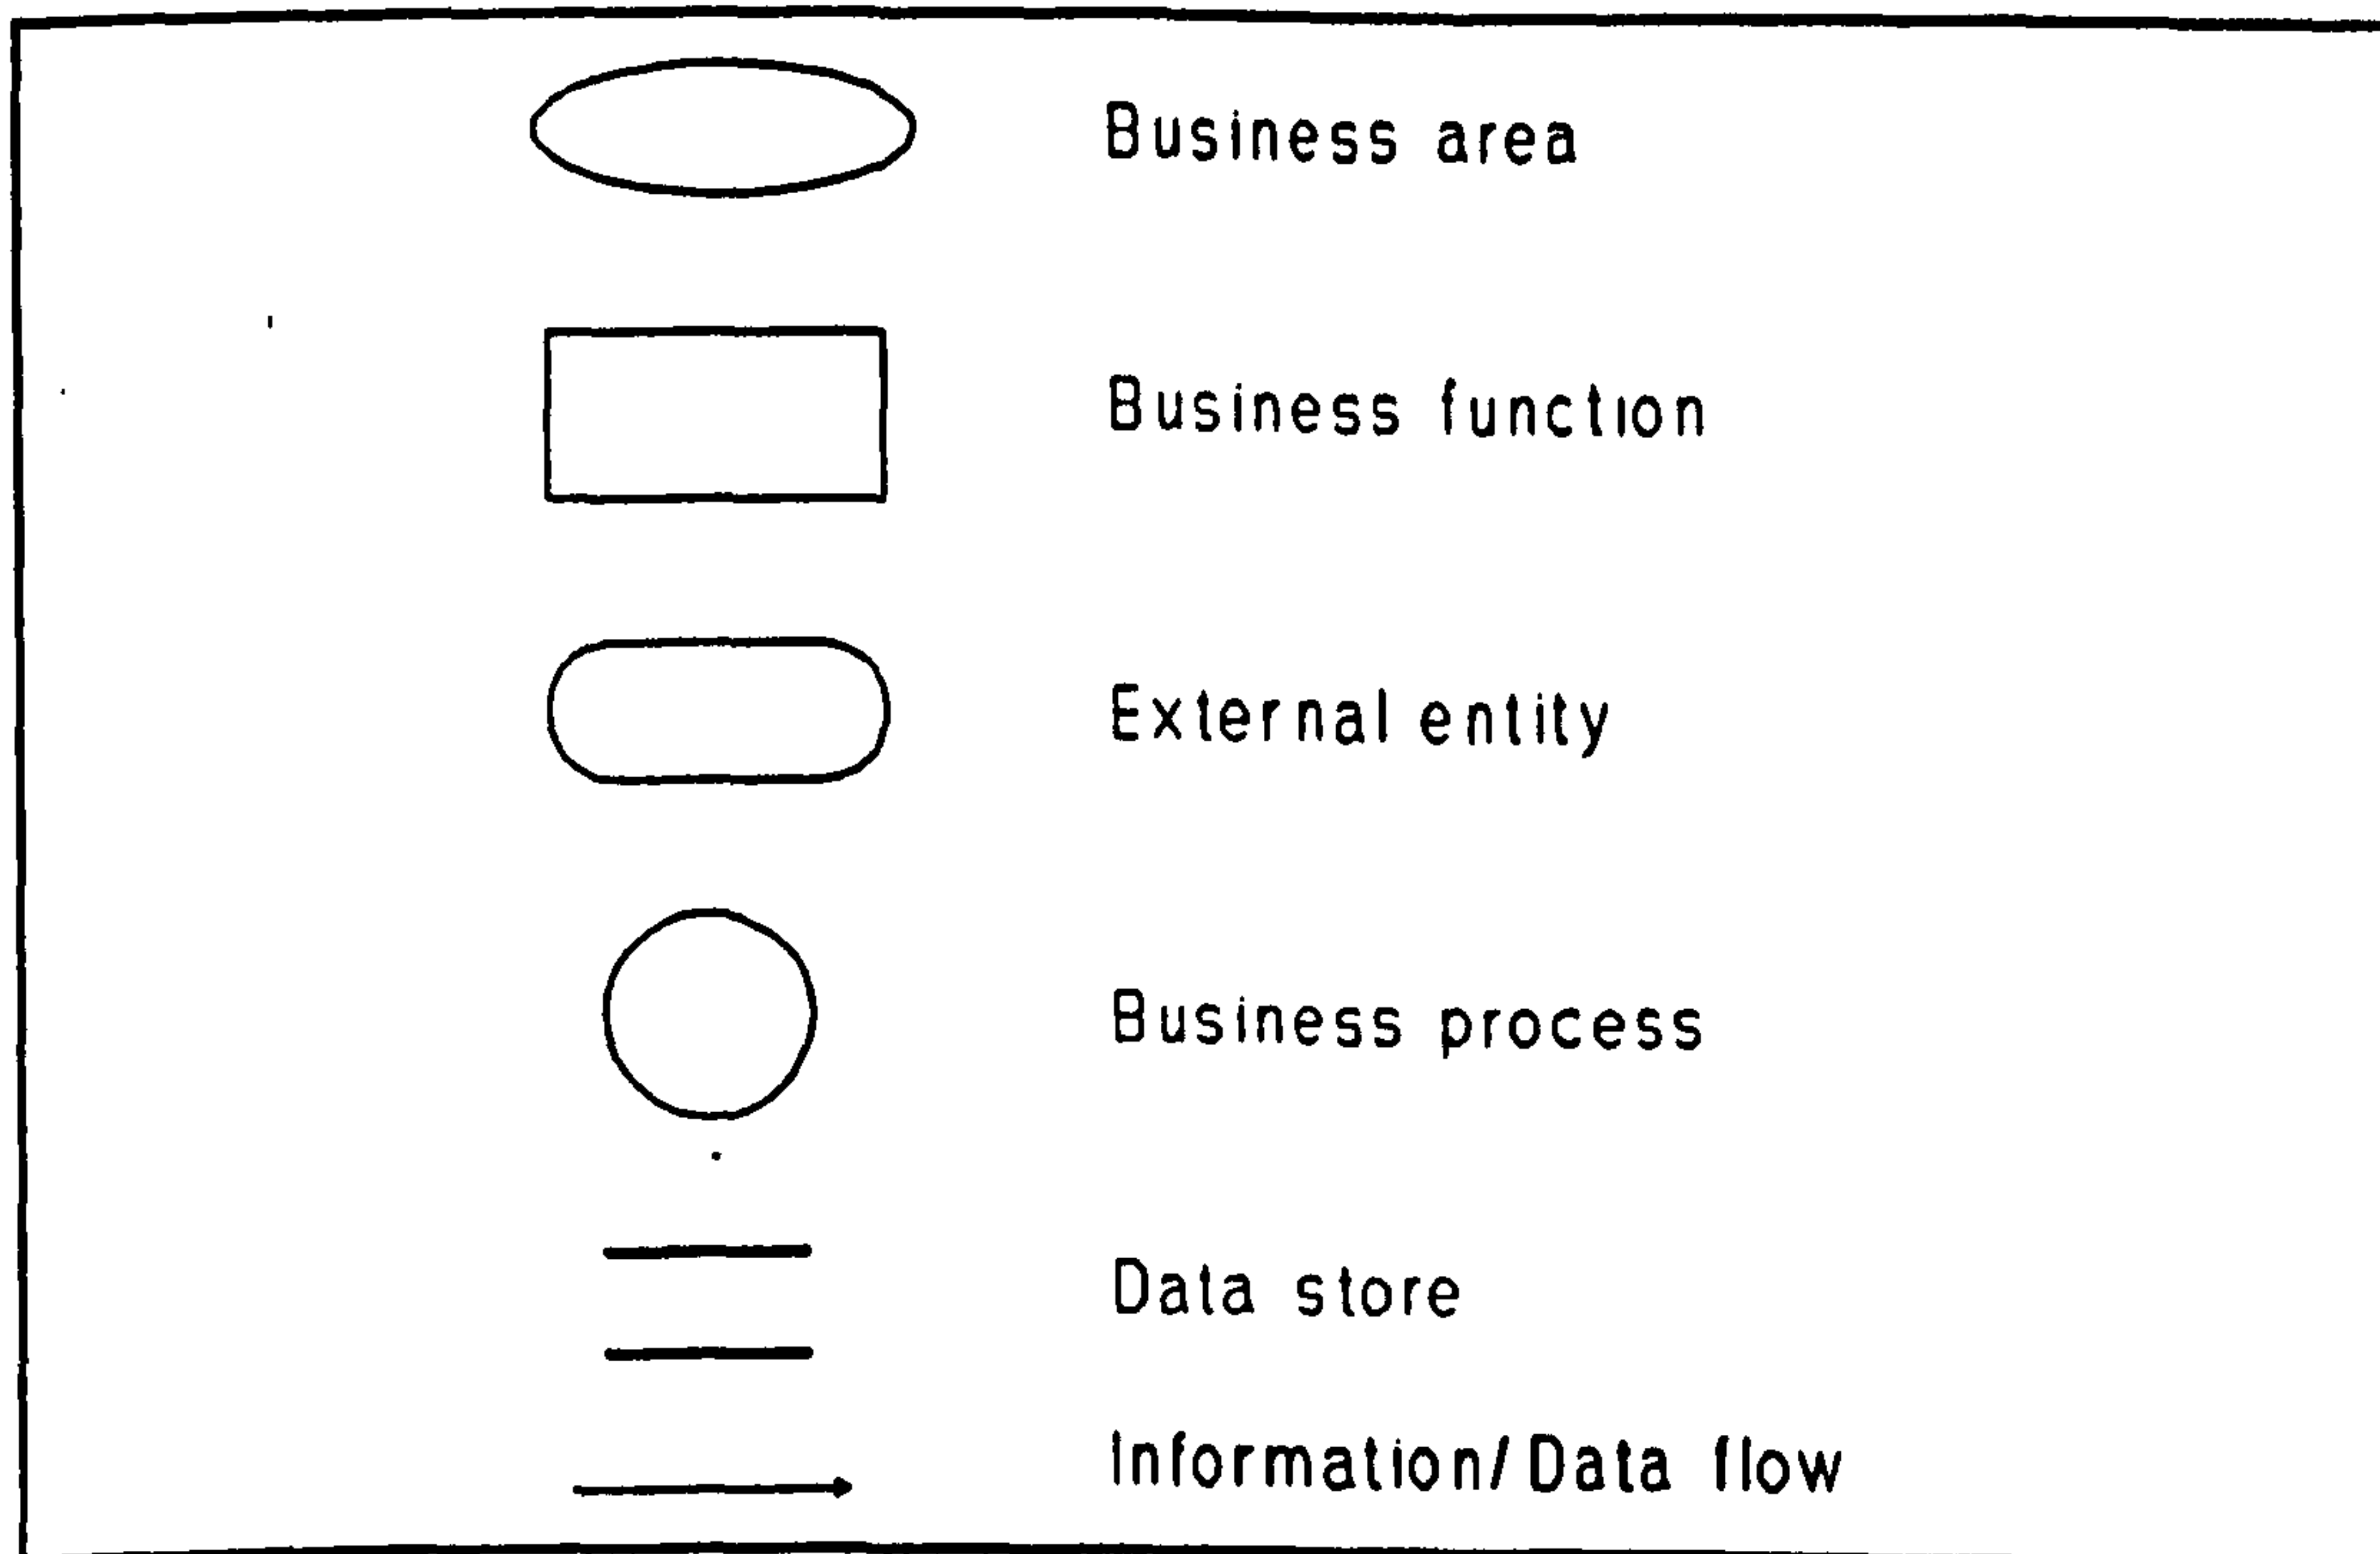 Business area
Business function
External entity
Business process
Data store
Information/Data flow